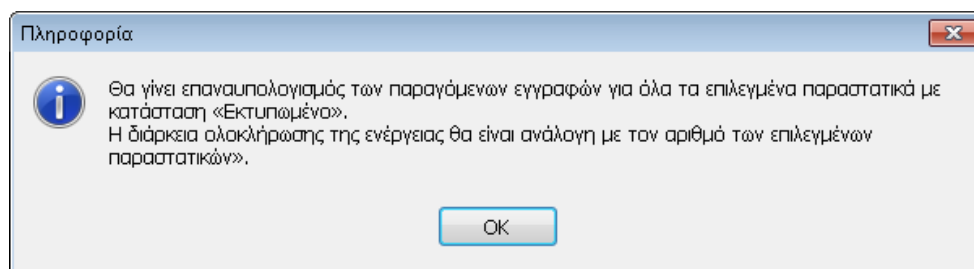 Πληροφορία
Θα γίνει επαναυπολογισμός των παραγόμενων εγγραφών για όλα τα επιλεγμένα παραστατικά με
κατάσταση «Εκτυπωμένο».
Η διάρκεια ολοκλήρωσης της ενέργειας θα είναι ανάλογη με τον αριθμό των επιλεγμένων
παραστατικών».
OK